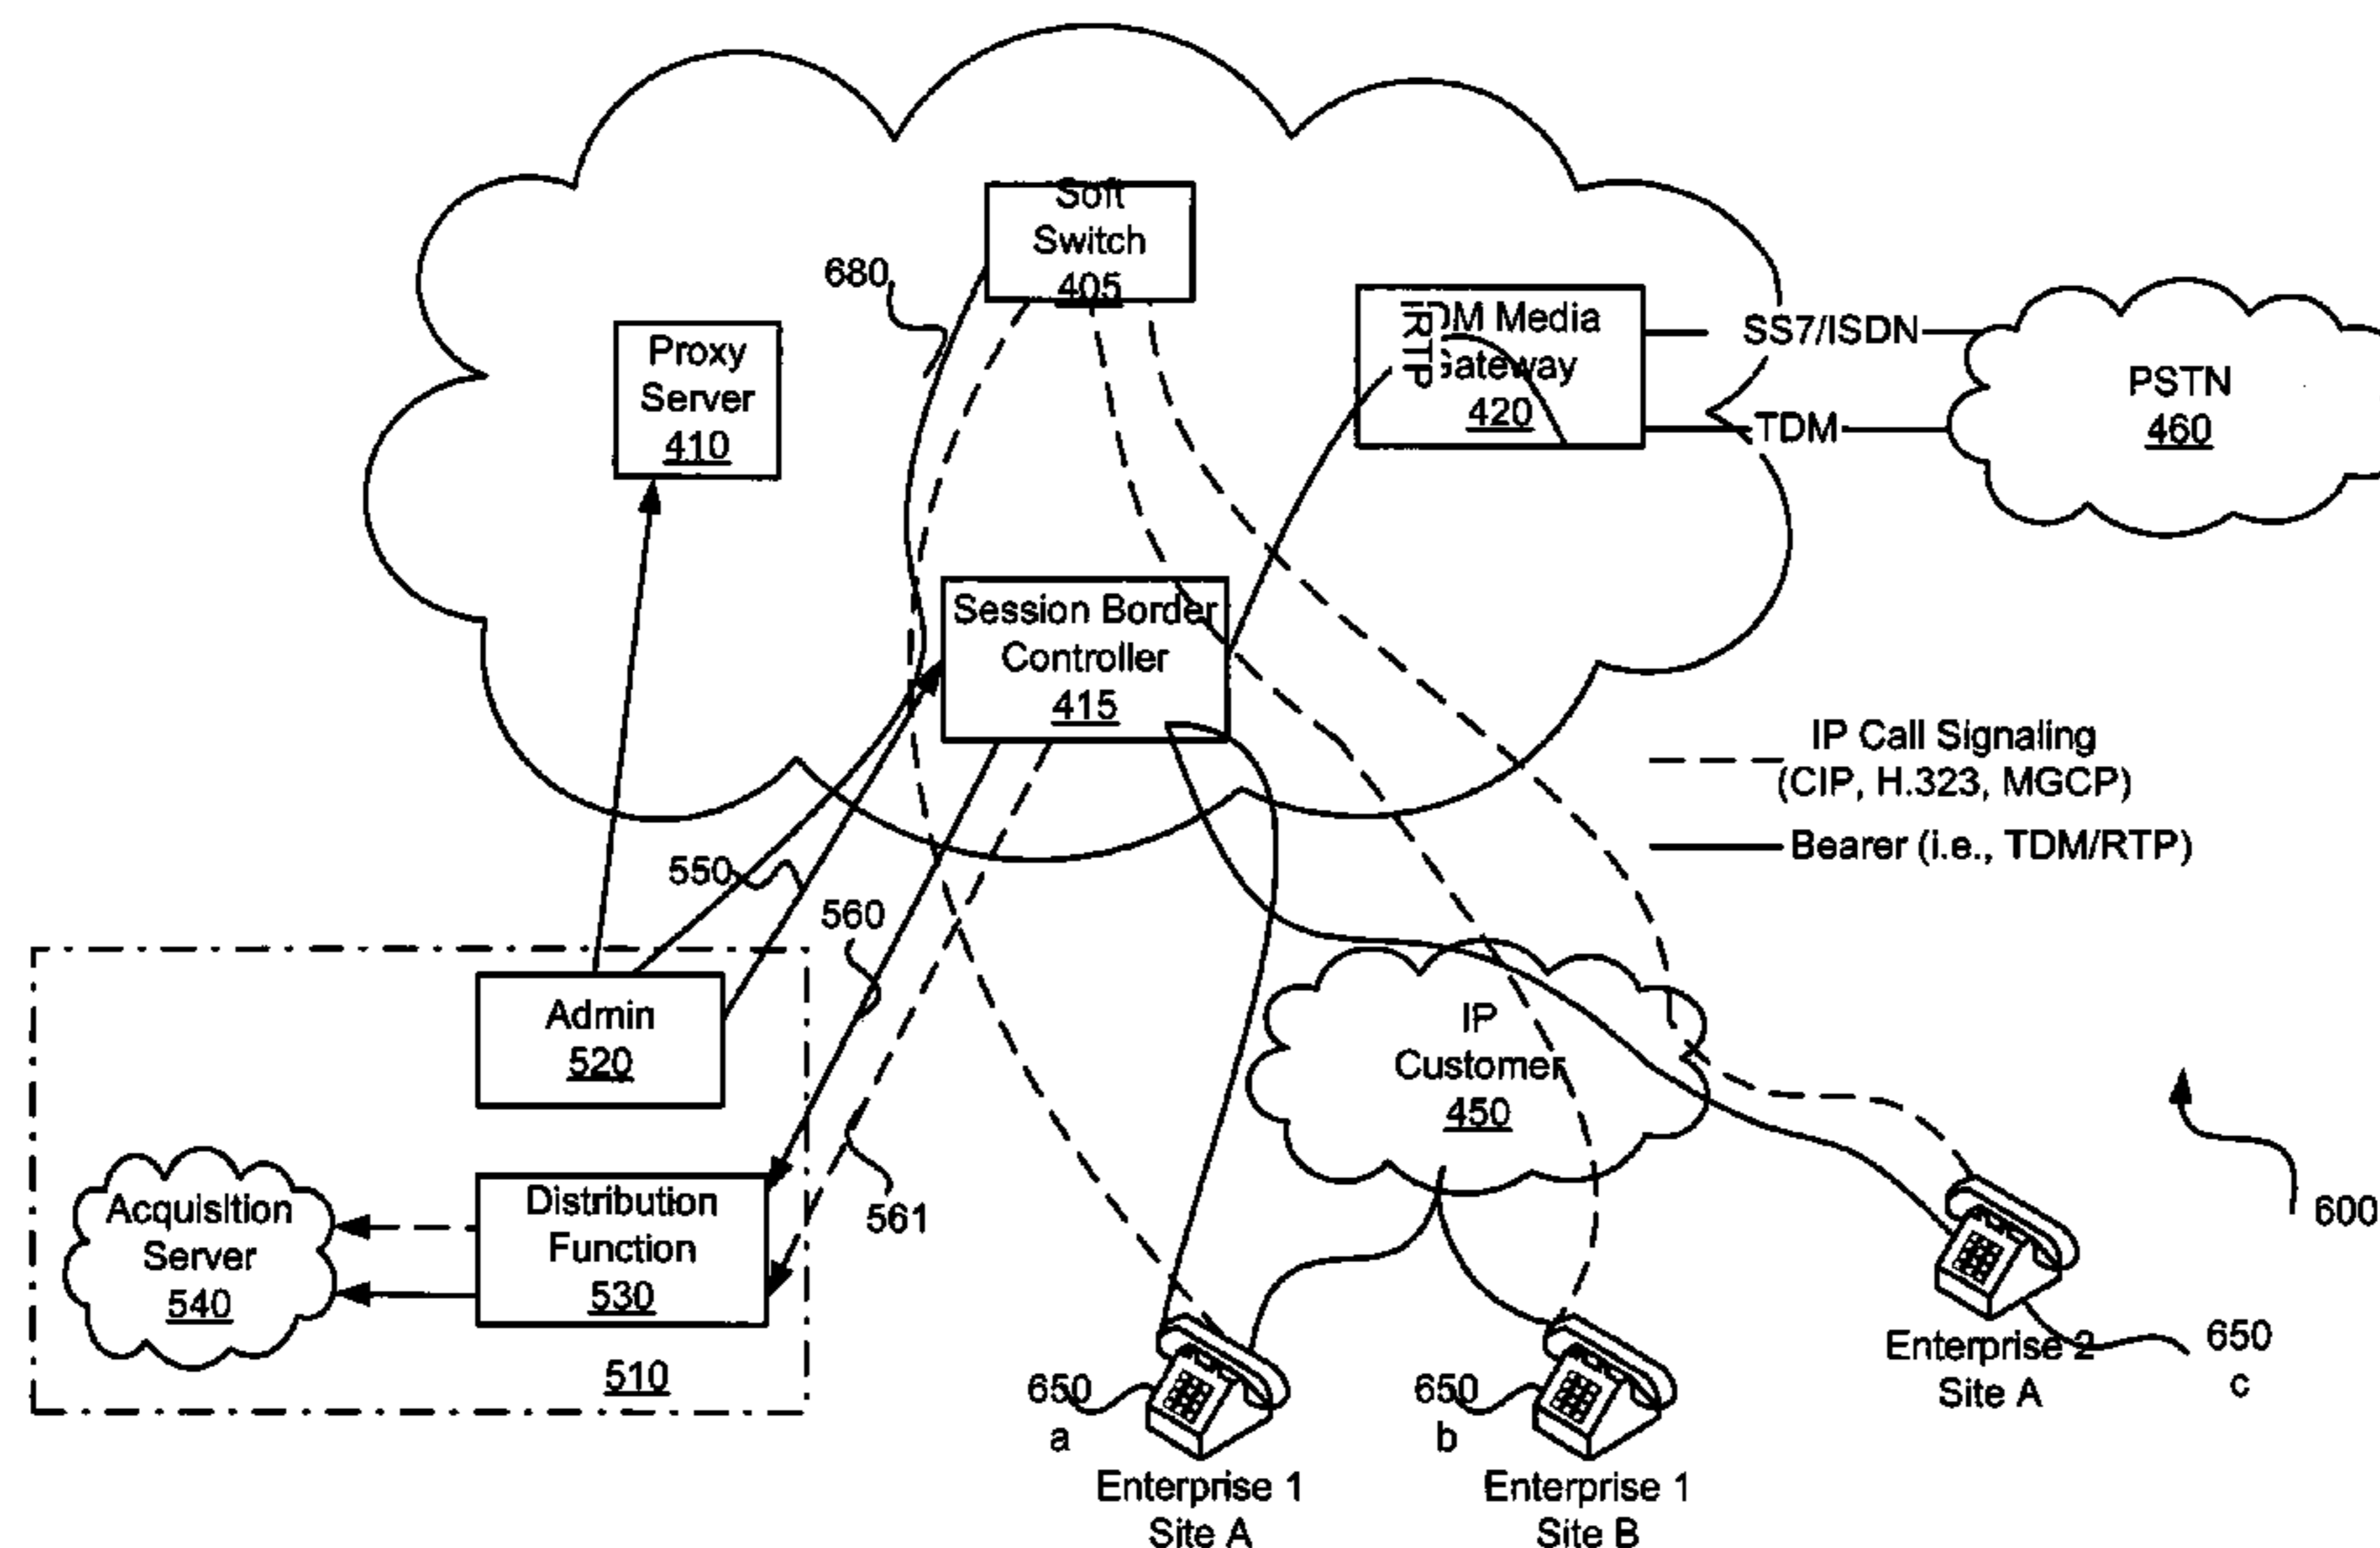 Soft
Switch
405
680
Proxy
Server
410
RTP
DM Media
Gateway
420
SS7/ISDN
TDM
PSTN
460
Session Border
Controller
415
IP Call Signaling
(CIP, H.323, MGCP)
Bearer (i.e., TDM/RTP)
550
560
Admin
520
IP
Customer
450
Acquisition
Server
540
Distribution
Function
530
561
510
600
650
a
650
b
650
c
Enterprise 1
Site A
Enterprise 1
Site B
Enterprise 2
Site A